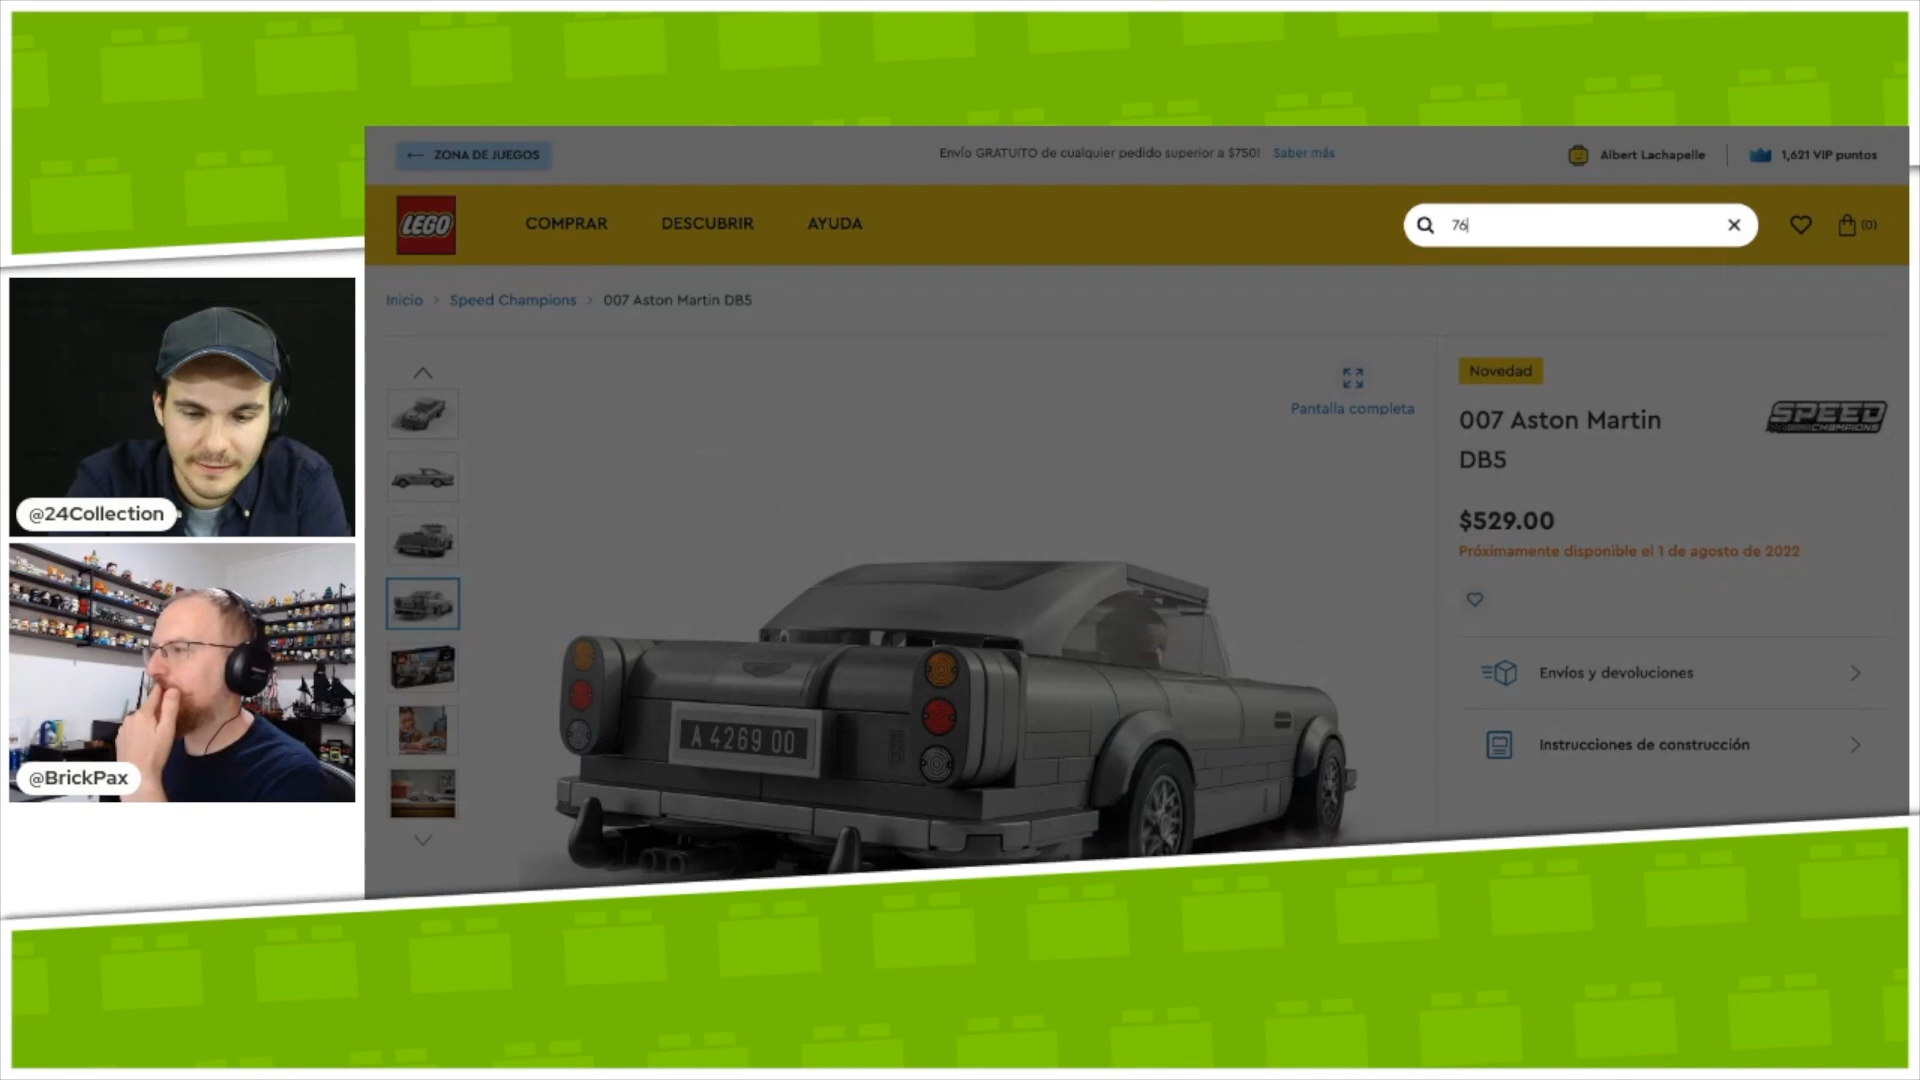 ← ZONA DE JUEGOS
Envío GRATUITO de cualquier pedido superior a $750! Saber más
Albert Lachapelle
1,621 VIP puntos
LEGO
COMPRAR
DESCUBRIR
AYUDA
76
(0)
Inicio > Speed Champions > 007 Aston Martin DB5
Pantalla completa
Novedad
007 Aston Martin
DB5
SPEED
CHAMPIONS
$529.00
Próximamente disponible el 1 de agosto de 2022
Envíos y devoluciones
Instrucciones de construcción
A 4269 00
@24Collection
@BrickPax